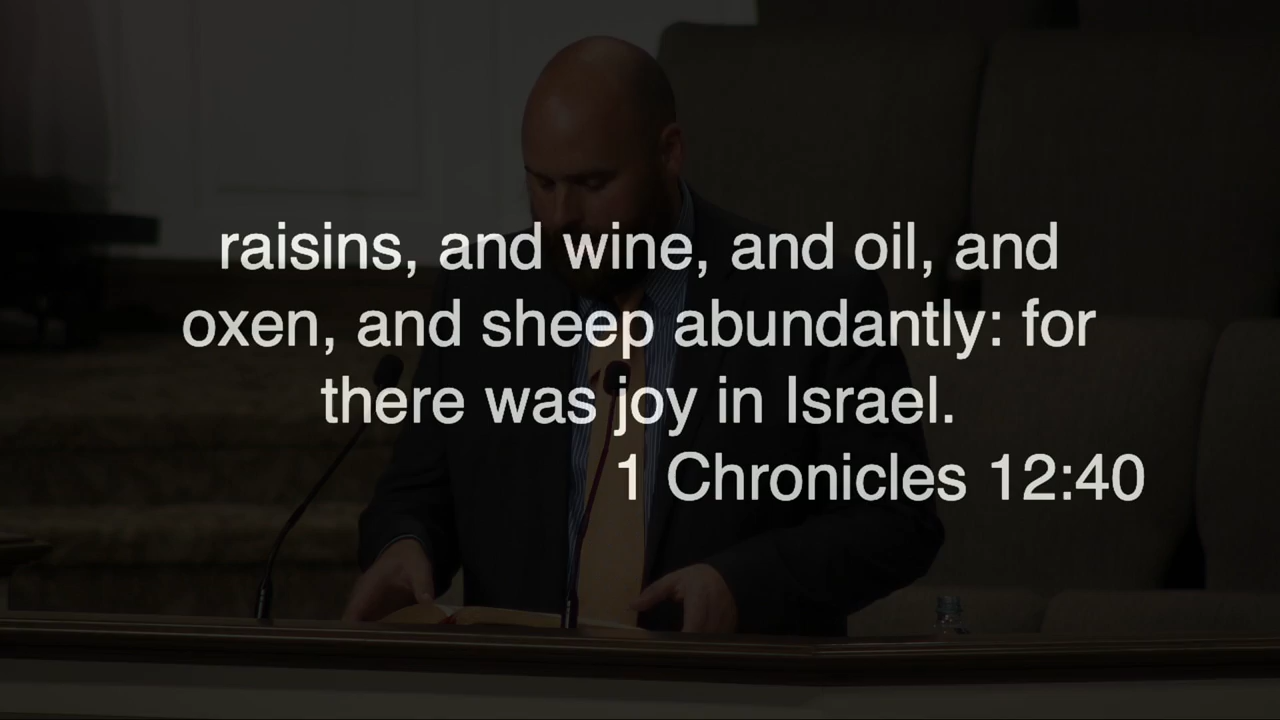 raisins, and wine, and oil, and
oxen, and sheep abundantly: for
there was joy in Israel.
1 Chronicles 12:40